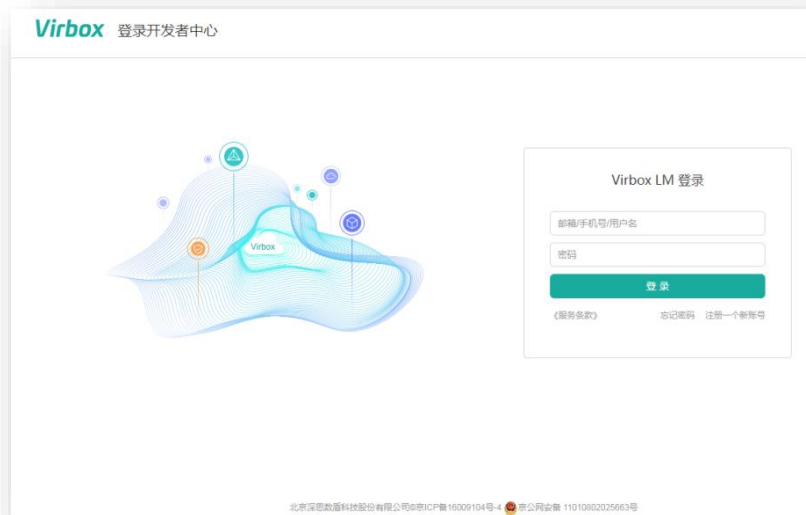 Virbox 登录开发者中心
Virbox
Virbox LM 登录
邮箱/手机号/用户名
密码
登 录
《服务条款》 忘记密码 注册一个新账号
北京深思数盾科技股份有限公司©京ICP备16009104号-4 京公网安备 11010802025663号